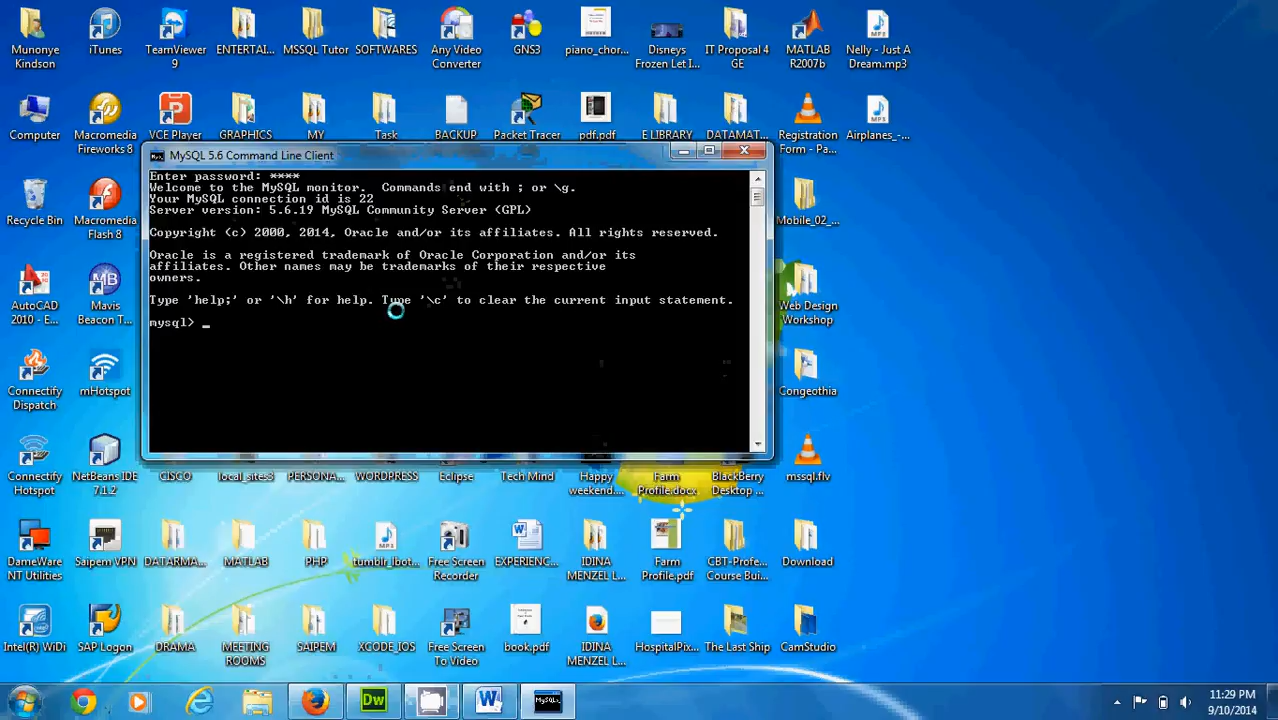 Munonye Kindson
iTunes
TeamViewer 9
ENTERTAI...
MSSQL Tutor
SOFTWARES
Any Video Converter
GNS3
piano_chor...
Disneys Frozen Let I...
IT Proposal 4 GE
MATLAB R2007b
Nelly - Just A Dream.mp3
Computer
Macromedia Fireworks 8
VCE Player
GRAPHICS
MY
Task
BACKUP
Packet Tracer
pdf.pdf
E LIBRARY
DATAMAT...
Registration Form - Pa...
Airplanes_-...
MySQL 5.6 Command Line Client
Enter password: ****
Welcome to the MySQL monitor.  Commands end with ; or \g.
Your MySQL connection id is 22
Server version: 5.6.19 MySQL Community Server (GPL)
Copyright (c) 2000, 2014, Oracle and/or its affiliates. All rights reserved.
Oracle is a registered trademark of Oracle Corporation and/or its
affiliates. Other names may be trademarks of their respective
owners.
Type 'help;' or '\h' for help. Type '\c' to clear the current input statement.
mysql> _
Recycle Bin
Macromedia Flash 8
Mobile_02_...
AutoCAD 2010 - E...
Mavis Beacon T...
Web Design Workshop
Connectify Dispatch
mHotspot
Congeothia
Connectify Hotspot
NetBeans IDE 7.1.2
CISCO
local_sites3
PERSONA...
WORDPRESS
Eclipse
Tech Mind
Happy weekend....
Farm Profile.docx
BlackBerry Desktop ...
mssql.flv
DameWare NT Utilities
Saipem VPN
DATARMA...
MATLAB
PHP
tumblr_lbot...
Free Screen Recorder
EXPERIENC...
IDINA MENZEL L...
Farm Profile.pdf
CBT-Profe... Course Bui...
Download
Intel(R) WiDi
SAP Logon
DRAMA
MEETING ROOMS
SAIPEM
XCODE_IOS
Free Screen To Video
book.pdf
IDINA MENZEL L...
HospitalPix...
The Last Ship
CamStudio
11:29 PM
9/10/2014